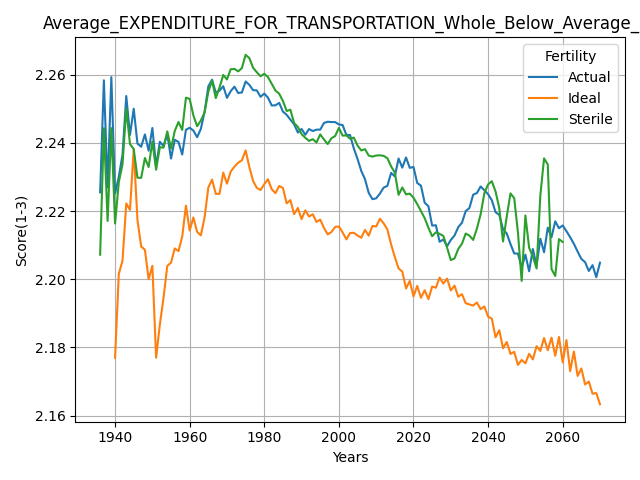 Average_EXPENDITURE_FOR_TRANSPORTATION_Whole_Below_Average_
Fertility
Actual
Ideal
Sterile
Score(1-3)
2.26
2.24
2.22
2.20
2.18
2.16
1940 1960 1980 2000 2020 2040 2060
Years